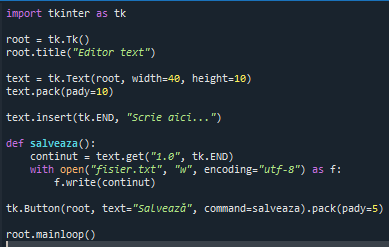 import tkinter as tk
root = tk.Tk()
root.title("Editor text")
text = tk.Text(root, width=40, height=10)
text.pack(pady=10)
text.insert(tk.END, "Scrie aici...")
def salveaza():
    continut = text.get("1.0", tk.END)
    with open("fisier.txt", "w", encoding="utf-8") as f:
        f.write(continut)
tk.Button(root, text="Salvează", command=salveaza).pack(pady=5)
root.mainloop()